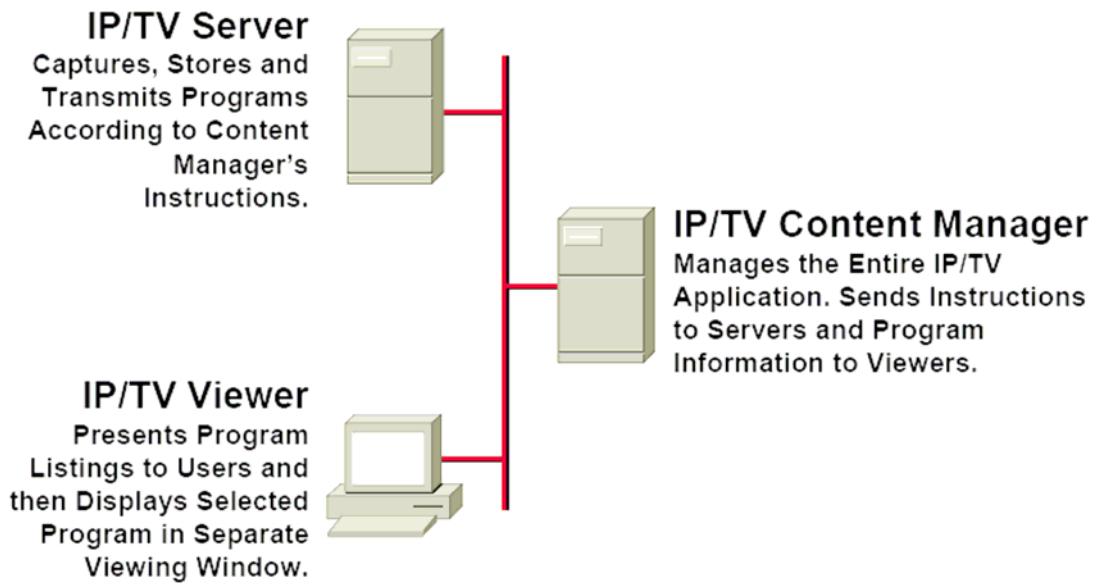 IP/TV Server
Captures, Stores and
Transmits Programs
According to Content
Manager's
Instructions.
IP/TV Content Manager
Manages the Entire IP/TV
Application. Sends Instructions
to Servers and Program
Information to Viewers.
IP/TV Viewer
Presents Program
Listings to Users and
then Displays Selected
Program in Separate
Viewing Window.